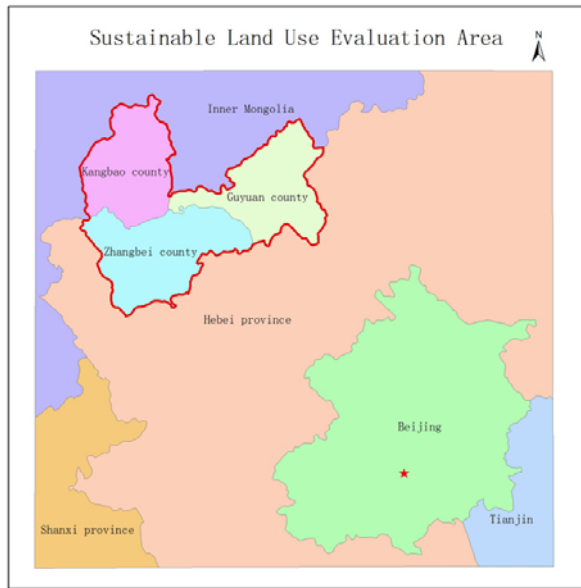 Sustainable Land Use Evaluation Area
N
Inner Mongolia
Kangbao county
Guyuan county
Zhangbei county
Hebei province
Beijing
Tianjin
Shanxi province